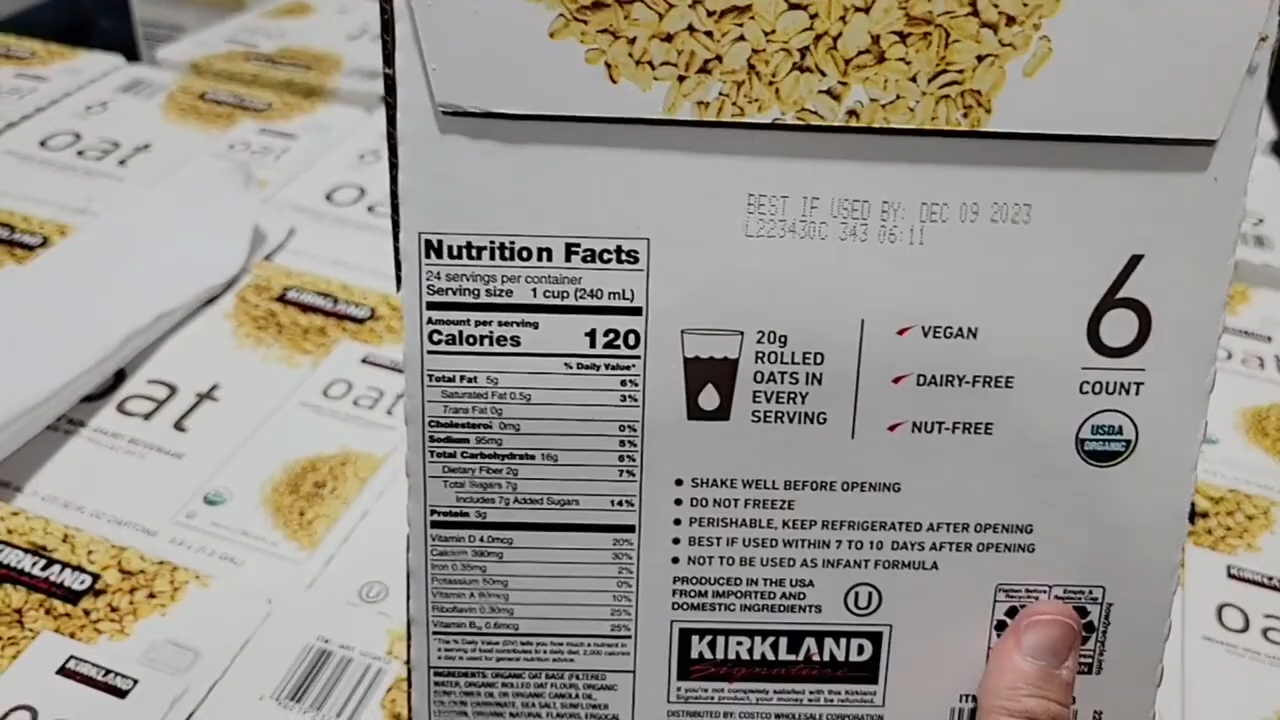 BEST IF USED BY: DEC 09 2023
L223430C 343 06:11
Nutrition Facts
24 servings per container
Serving size 1 cup (240 mL)
Amount per serving
Calories 120
% Daily Value*
Total Fat 5g 6%
Saturated Fat 0.5g 3%
Trans Fat 0g
Cholesterol 0mg 0%
Sodium 95mg 5%
Total Carbohydrate 16g 6%
Dietary Fiber 2g 7%
Total Sugars 7g
Includes 7g Added Sugars 14%
Protein 3g
Vitamin D 4.0mcg 20%
Calcium 390mg 30%
Iron 0.35mg 2%
Potassium 50mg 0%
Vitamin A 90mcg 10%
Riboflavin 0.30mg 25%
Vitamin B12 0.6mcg 25%
*The % Daily Value (DV) tells you how much a nutrient in
a serving of food contributes to a daily diet. 2,000 calories
a day is used for general nutrition advice.
INGREDIENTS: ORGANIC OAT BASE (FILTERED
WATER, ORGANIC ROLLED OAT FLOUR), ORGANIC
SUNFLOWER OIL OR ORGANIC CANOLA OIL,
CALCIUM CARBONATE, SEA SALT, SUNFLOWER
LECITHIN, ORGANIC NATURAL FLAVORS,
20g
ROLLED
OATS IN
EVERY
SERVING
VEGAN
DAIRY-FREE
NUT-FREE
6
COUNT
USDA
ORGANIC
• SHAKE WELL BEFORE OPENING
• DO NOT FREEZE
• PERISHABLE, KEEP REFRIGERATED AFTER OPENING
• BEST IF USED WITHIN 7 TO 10 DAYS AFTER OPENING
• NOT TO BE USED AS INFANT FORMULA
PRODUCED IN THE USA
FROM IMPORTED AND
DOMESTIC INGREDIENTS
U
KIRKLAND
Signature
If you're not completely satisfied with this Kirkland
Signature product, your money will be refunded.
DISTRIBUTED BY: COSTCO WHOLESALE CORPORATION
Flatten Before
Recycling
Empty &
Replace Cap
how2recycle.info
oat
KIRKLAND
oat
oat
KIRKLAND
KIRKLAND
Signature
KIRKLAND